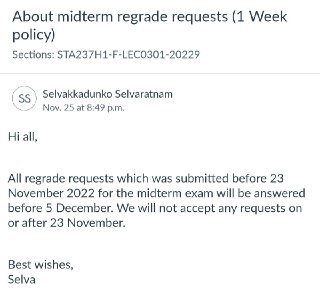 About midterm regrade requests (1 Week
policy)
Sections: STA237H1-F-LEC0301-20229
SS
Selvakkadunko Selvaratnam
Nov. 25 at 8:49 p.m.
Hi all,
All regrade requests which was submitted before 23
November 2022 for the midterm exam will be answered
before 5 December. We will not accept any requests on
or after 23 November.
Best wishes,
Selva